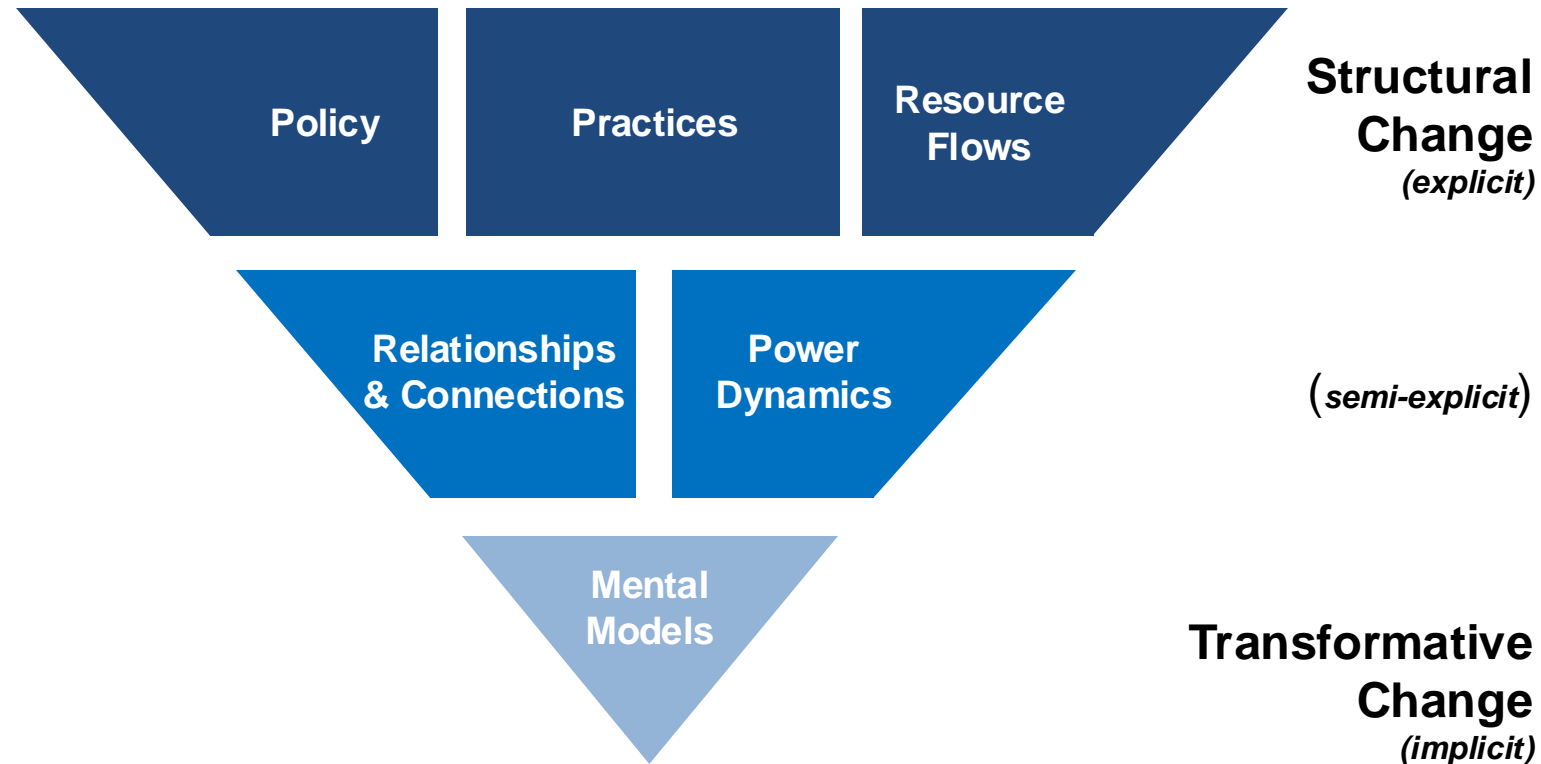 Policy
Practices
Resource
Flows
Structural
Change
(explicit)
Relationships
& Connections
Power
Dynamics
(semi-explicit)
Mental
Models
Transformative
Change
(implicit)